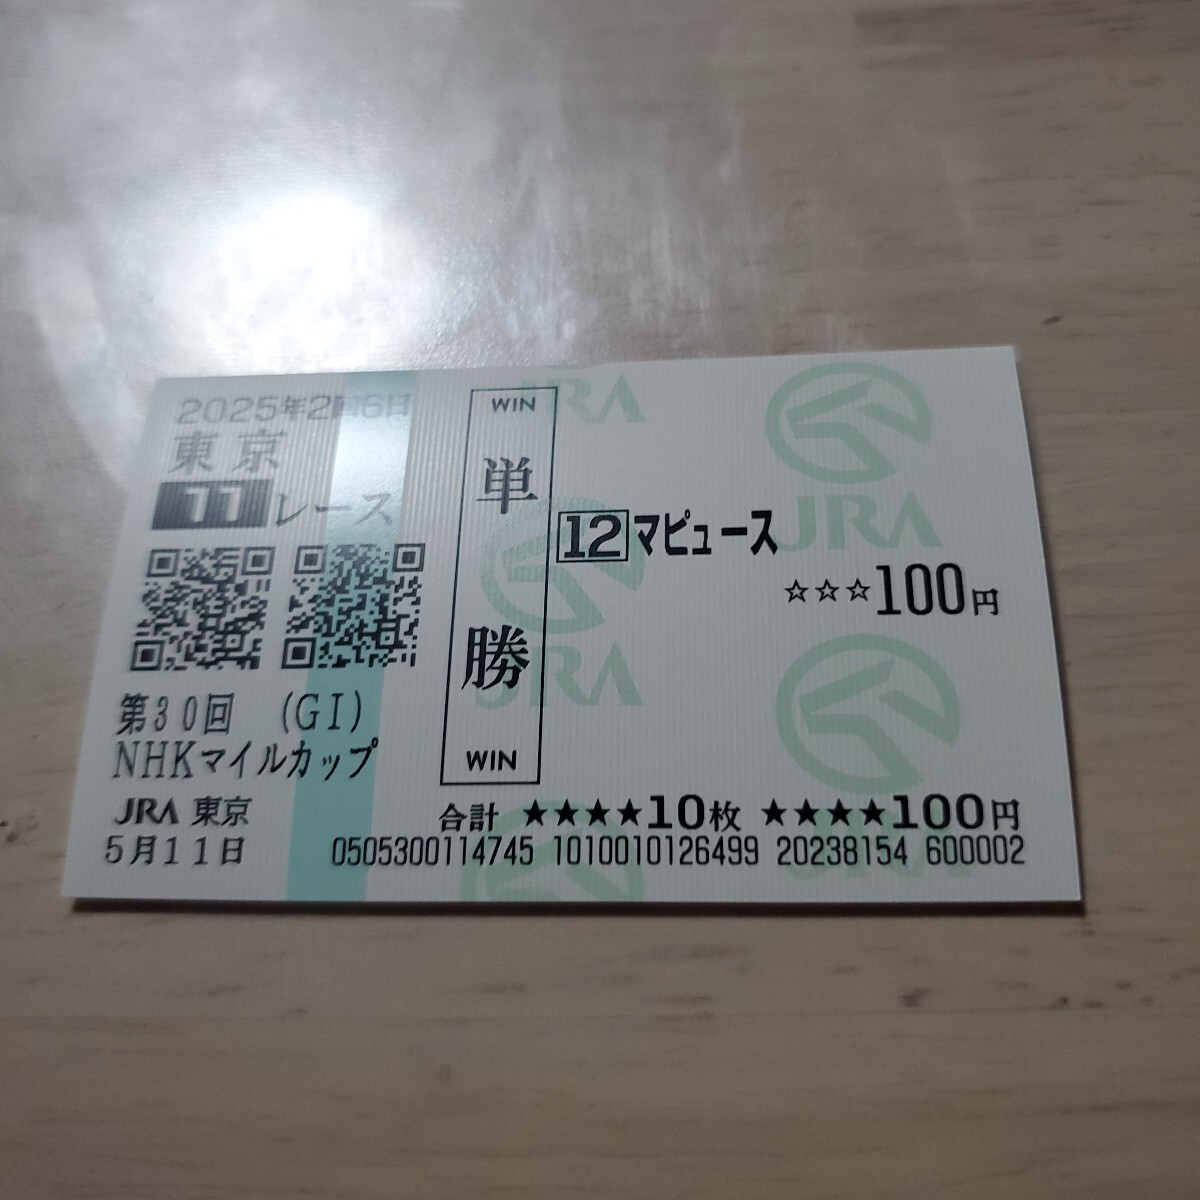 2025年2回6日
東京
11レース
第30回 (GI)
NHKマイルカップ
JRA 東京
5月11日
WIN
単勝
WIN
12 マピュース
☆☆☆100円
合計 ★★★★10枚 ★★★★100円
0505300114745 1010010126499 20238154 600002
JRA
JRA
JRA
JRA